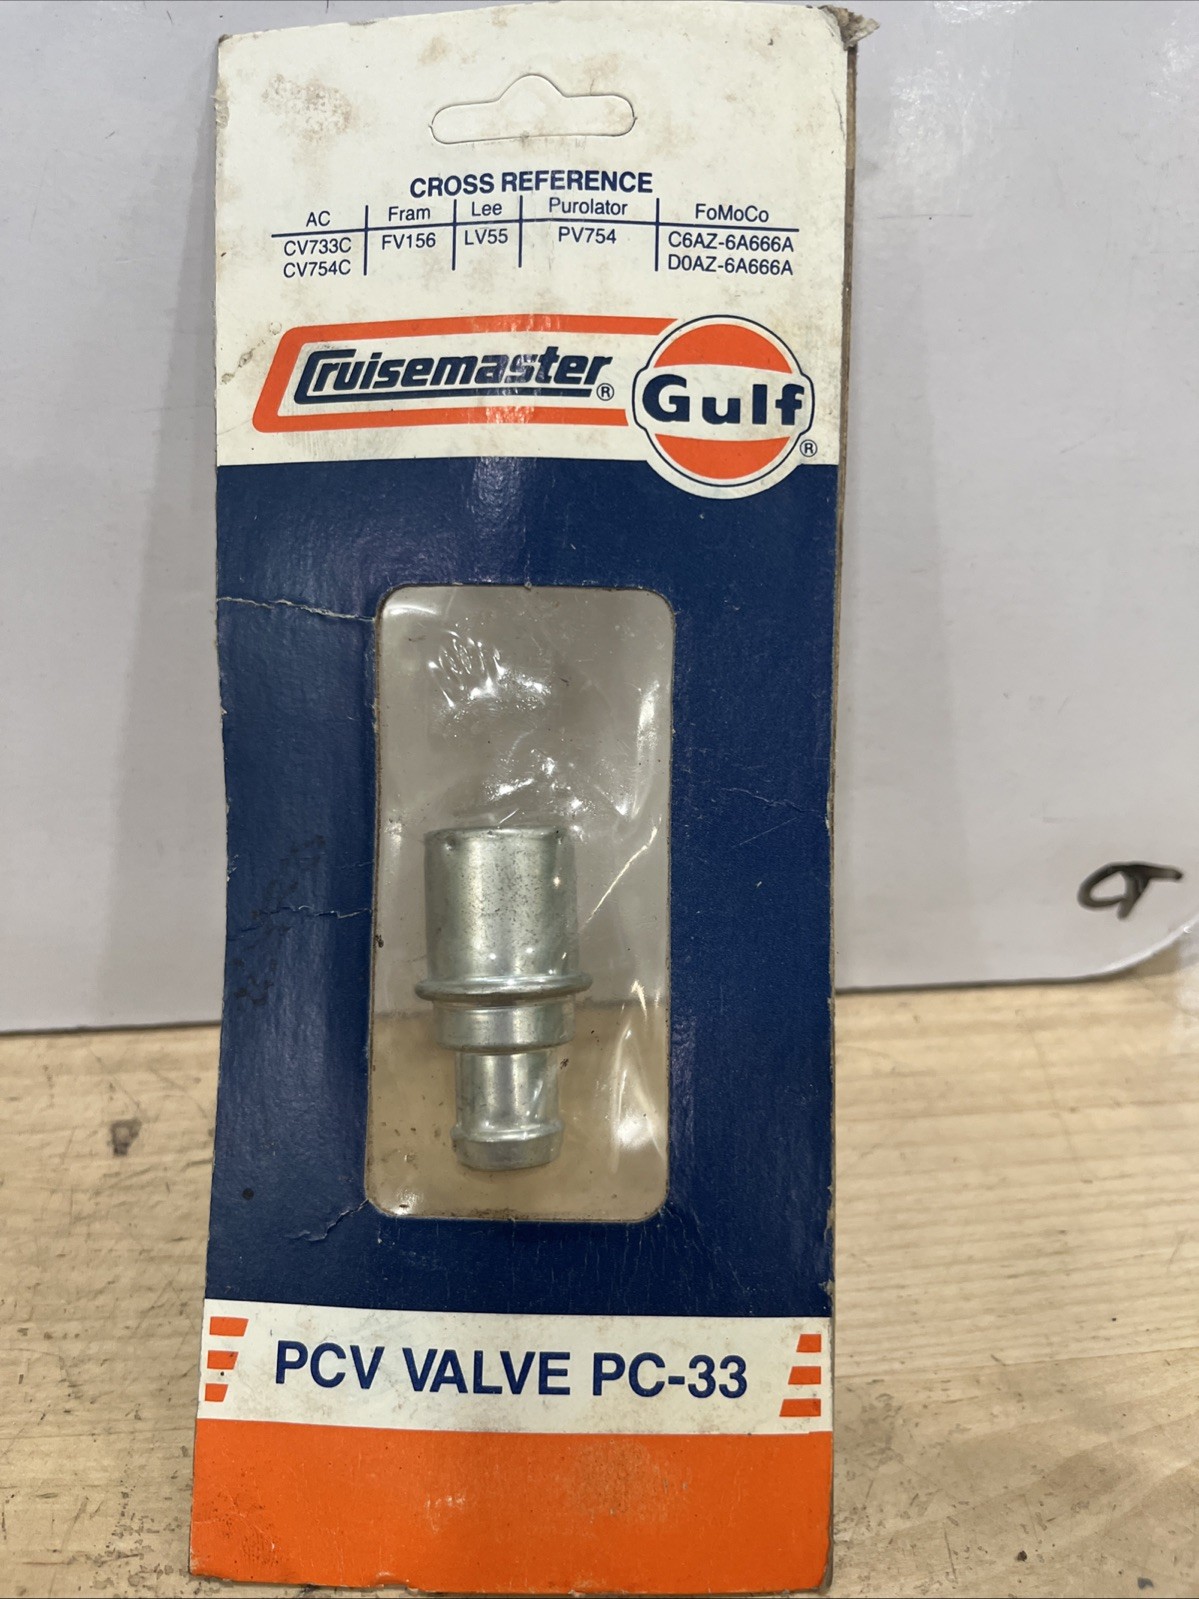 CROSS REFERENCE
AC Fram Lee Purolator FoMoCo
CV733C FV156 LV55 PV754 C6AZ-6A666A
CV754C D0AZ-6A666A
Cruisemaster®
Gulf®
PCV VALVE PC-33
CT